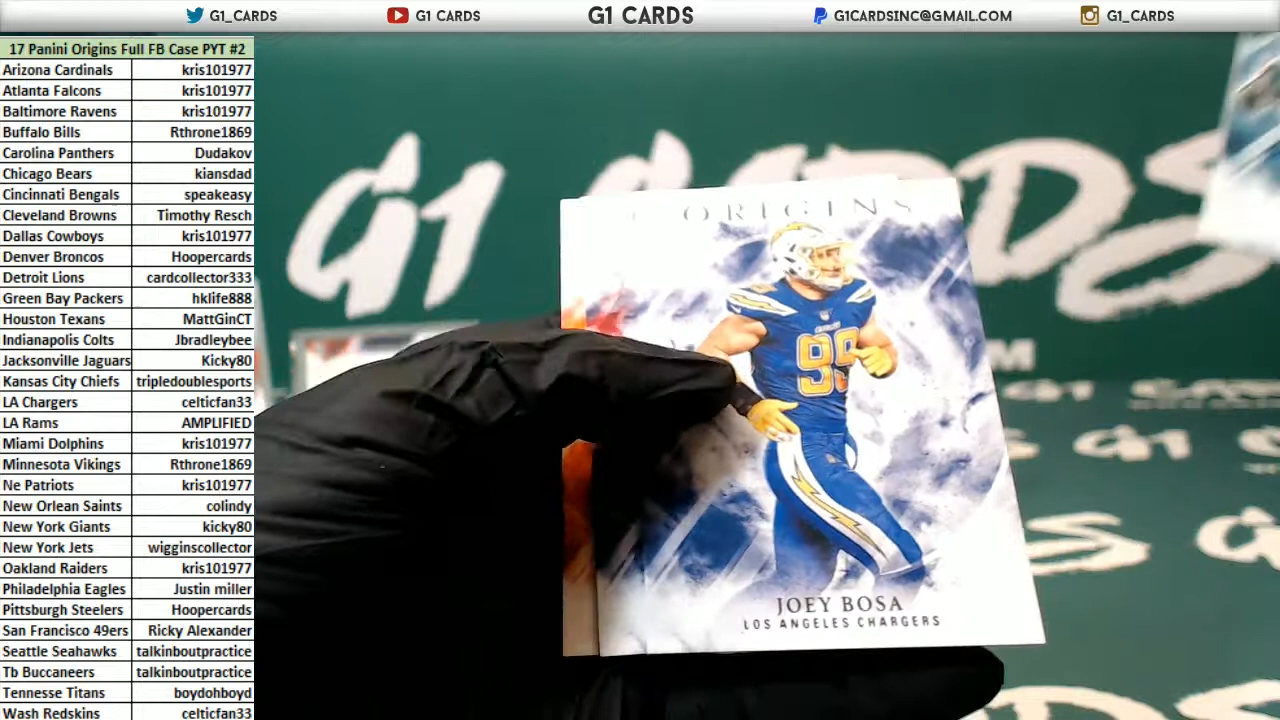 G1_CARDS G1 CARDS G1 CARDS G1CARDSINC@GMAIL.COM G1_CARDS
17 Panini Origins Full FB Case PYT #2
Arizona Cardinals kris101977
Atlanta Falcons kris101977
Baltimore Ravens kris101977
Buffalo Bills Rthrone1869
Carolina Panthers Dudakov
Chicago Bears kiansdad
Cincinnati Bengals speakeasy
Cleveland Browns Timothy Resch
Dallas Cowboys kris101977
Denver Broncos Hoopercards
Detroit Lions cardcollector333
Green Bay Packers hklife888
Houston Texans MattGinCT
Indianapolis Colts Jbradleybee
Jacksonville Jaguars Kicky80
Kansas City Chiefs tripledoublesports
LA Chargers celticfan33
LA Rams AMPLIFIED
Miami Dolphins kris101977
Minnesota Vikings Rthrone1869
Ne Patriots kris101977
New Orlean Saints colindy
New York Giants kicky80
New York Jets wigginscollector
Oakland Raiders kris101977
Philadelphia Eagles Justin miller
Pittsburgh Steelers Hoopercards
San Francisco 49ers Ricky Alexander
Seattle Seahawks talkinboutpractice
Tb Buccaneers talkinboutpractice
Tennesse Titans boydohboyd
Wash Redskins celticfan33
G1 CARDS
ORIGINS
99
JOEY BOSA
LOS ANGELES CHARGERS